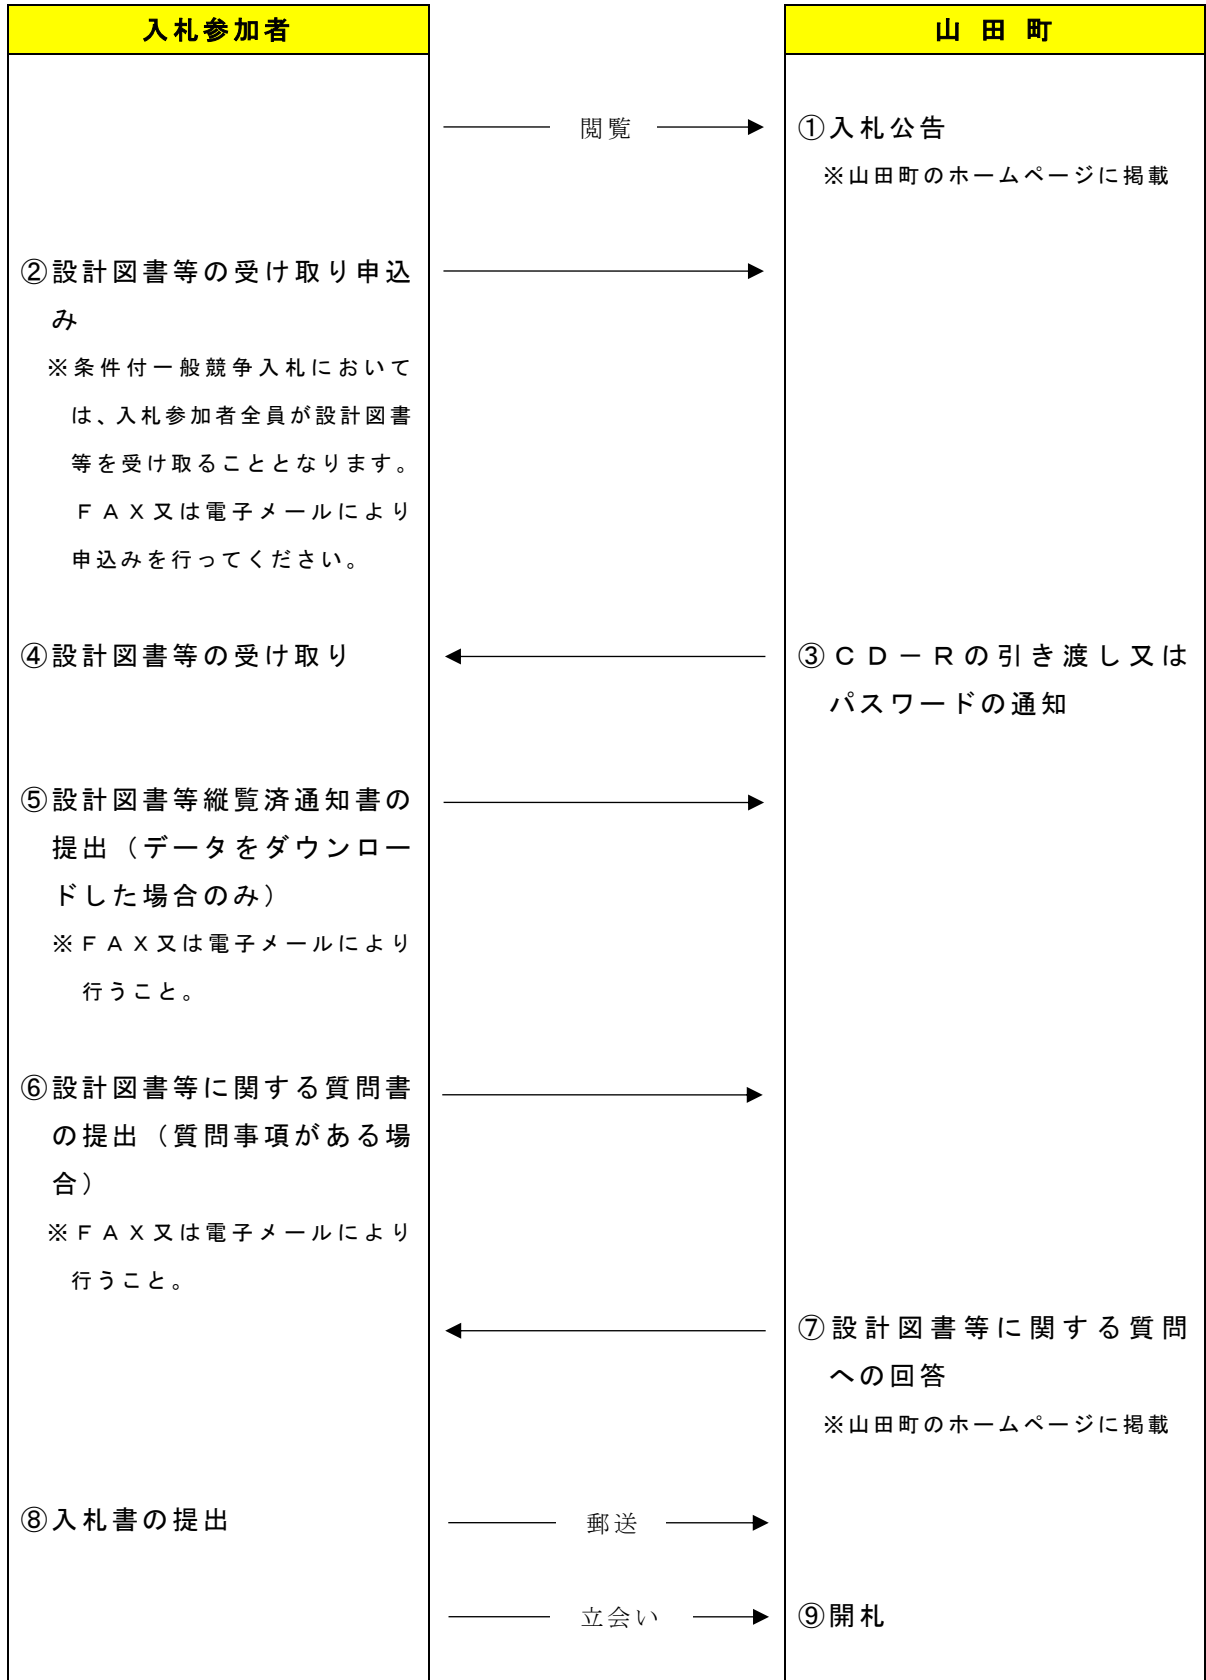 入札参加者
山田町
閲覧
①入札公告
※山田町のホームページに掲載
②設計図書等の受け取り申込
み
※条件付一般競争入札において
は、入札参加者全員が設計図書
等を受け取ることとなります。
ＦＡＸ又は電子メールにより
申込みを行ってください。
④設計図書等の受け取り
③ＣＤ－Ｒの引き渡し又は
パスワードの通知
⑤設計図書等縦覧済通知書の
提出（データをダウンロー
ドした場合のみ）
※ＦＡＸ又は電子メールにより
行うこと。
⑥設計図書等に関する質問書
の提出（質問事項がある場
合）
※ＦＡＸ又は電子メールにより
行うこと。
⑦設計図書等に関する質問
への回答
※山田町のホームページに掲載
⑧入札書の提出
郵送
立会い
⑨開札